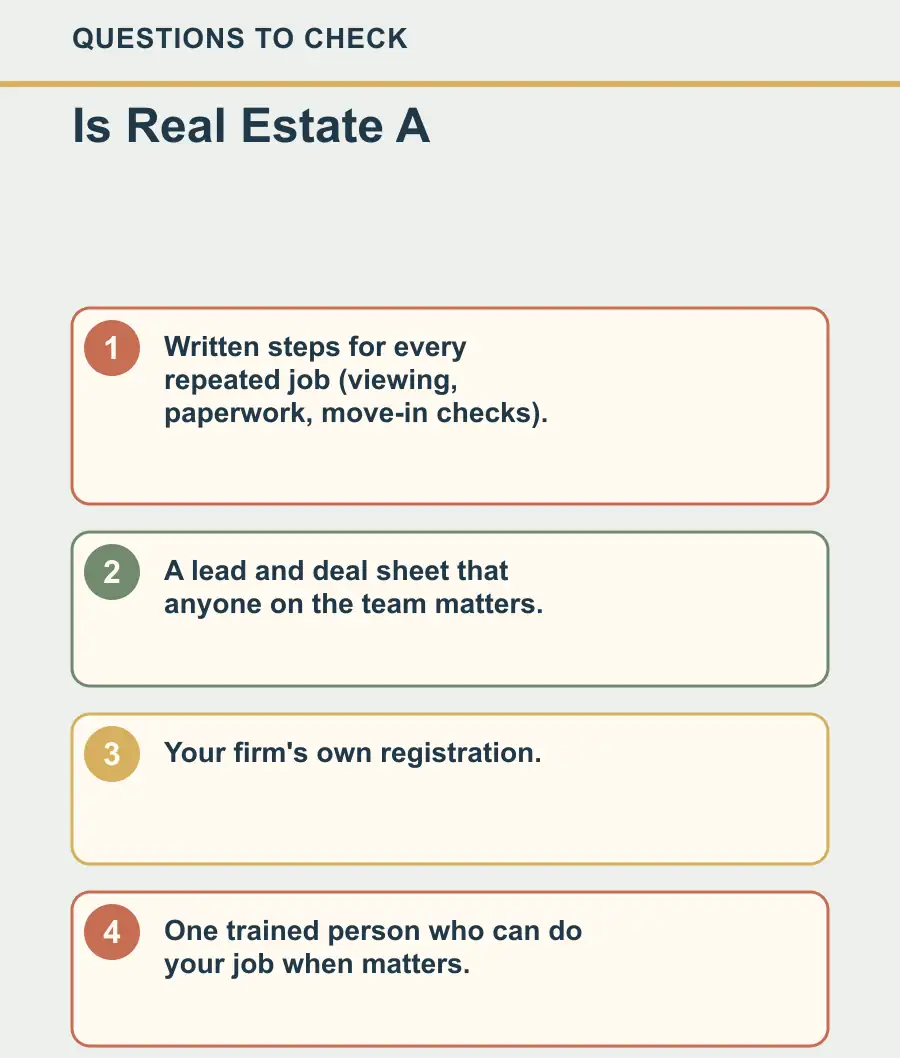 QUESTIONS TO CHECK
Is Real Estate A
1
Written steps for every
repeated job (viewing,
paperwork, move-in checks).
2
A lead and deal sheet that
anyone on the team matters.
3
Your firm's own registration.
4
One trained person who can do
your job when matters.